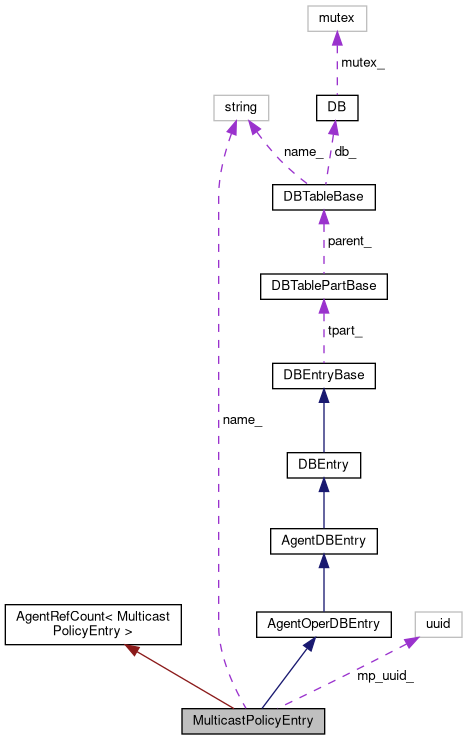 mutex
mutex_
string
DB
name_
db_
DBTableBase
parent_
DBTablePartBase
tpart_
DBEntryBase
name_
DBEntry
AgentDBEntry
AgentRefCount< Multicast
PolicyEntry >
AgentOperDBEntry
uuid
mp_uuid_
MulticastPolicyEntry